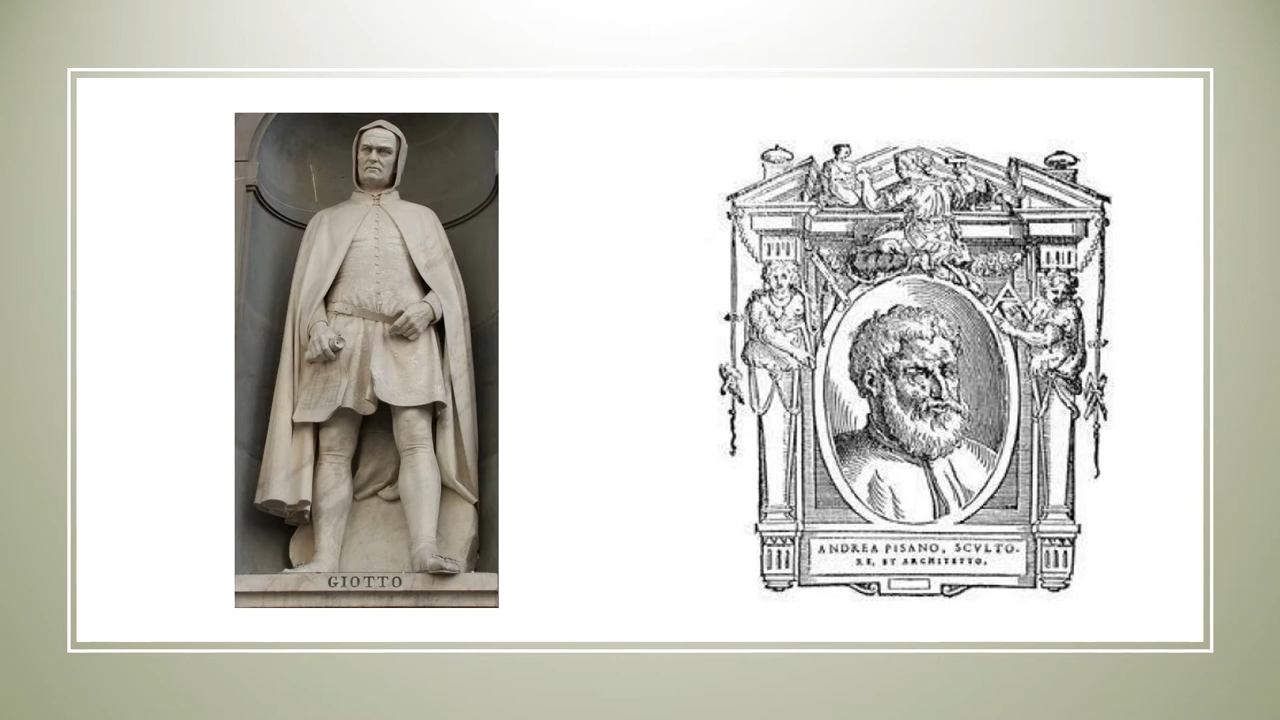 GIOTTO
ANDREA PISANO, SCVLTO-
RE, ET ARCHITETTO.